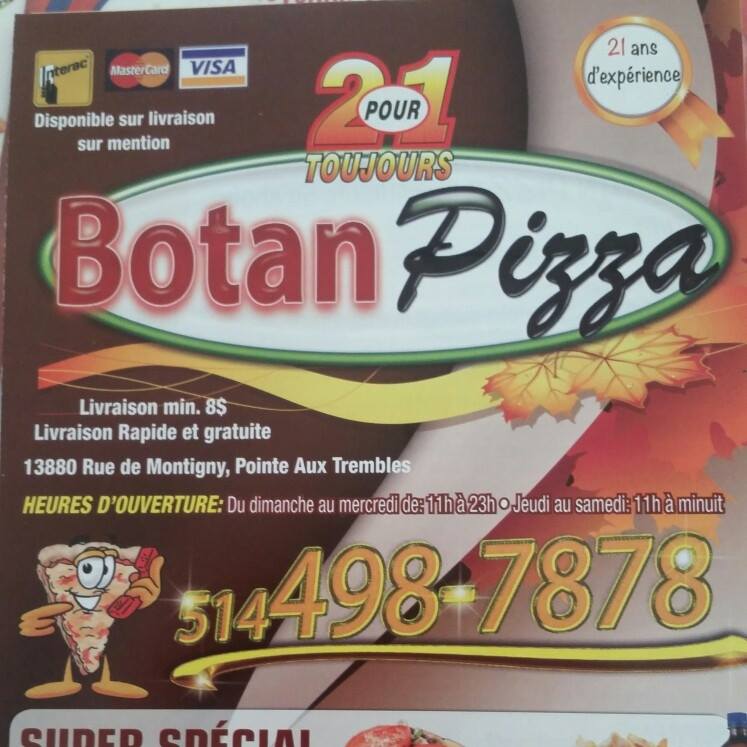 Interac
MasterCard
VISA
Disponible sur livraison
sur mention
2 POUR 1
TOUJOURS
21 ans
d'expérience
Botan Pizza
Livraison min. 8$
Livraison Rapide et gratuite
13880 Rue de Montigny, Pointe Aux Trembles
HEURES D'OUVERTURE: Du dimanche au mercredi de: 11h à 23h • Jeudi au samedi: 11h à minuit
514 498-7878
SUPER SPÉCIAL